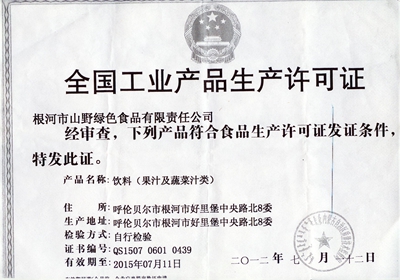 全国工业产品生产许可证
根河市山野绿色食品有限责任公司
经审查，下列产品符合食品生产许可证发证条件，
特发此证。
产品名称：饮料（果汁及蔬菜汁类）
住所：呼伦贝尔市根河市好里堡中央路北8委
生产地址：呼伦贝尔市根河市好里堡中央路北8委
检验方式：自行检验
证书编号：QS1507 0601 0439
有效期至：2015年07月11日
二〇一二年七月十二日